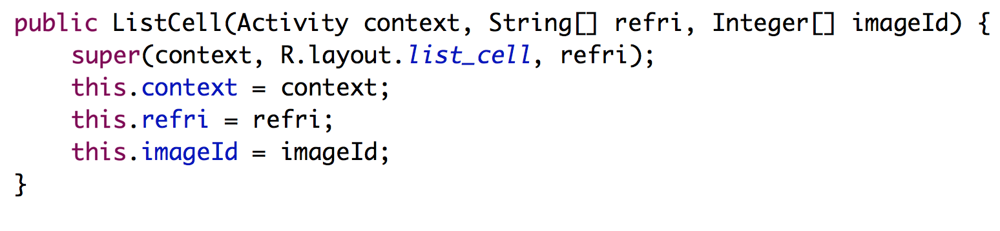 public ListCell(Activity context, String[] refri, Integer[] imageId) {
    super(context, R.layout.list_cell, refri);
    this.context = context;
    this.refri = refri;
    this.imageId = imageId;
}